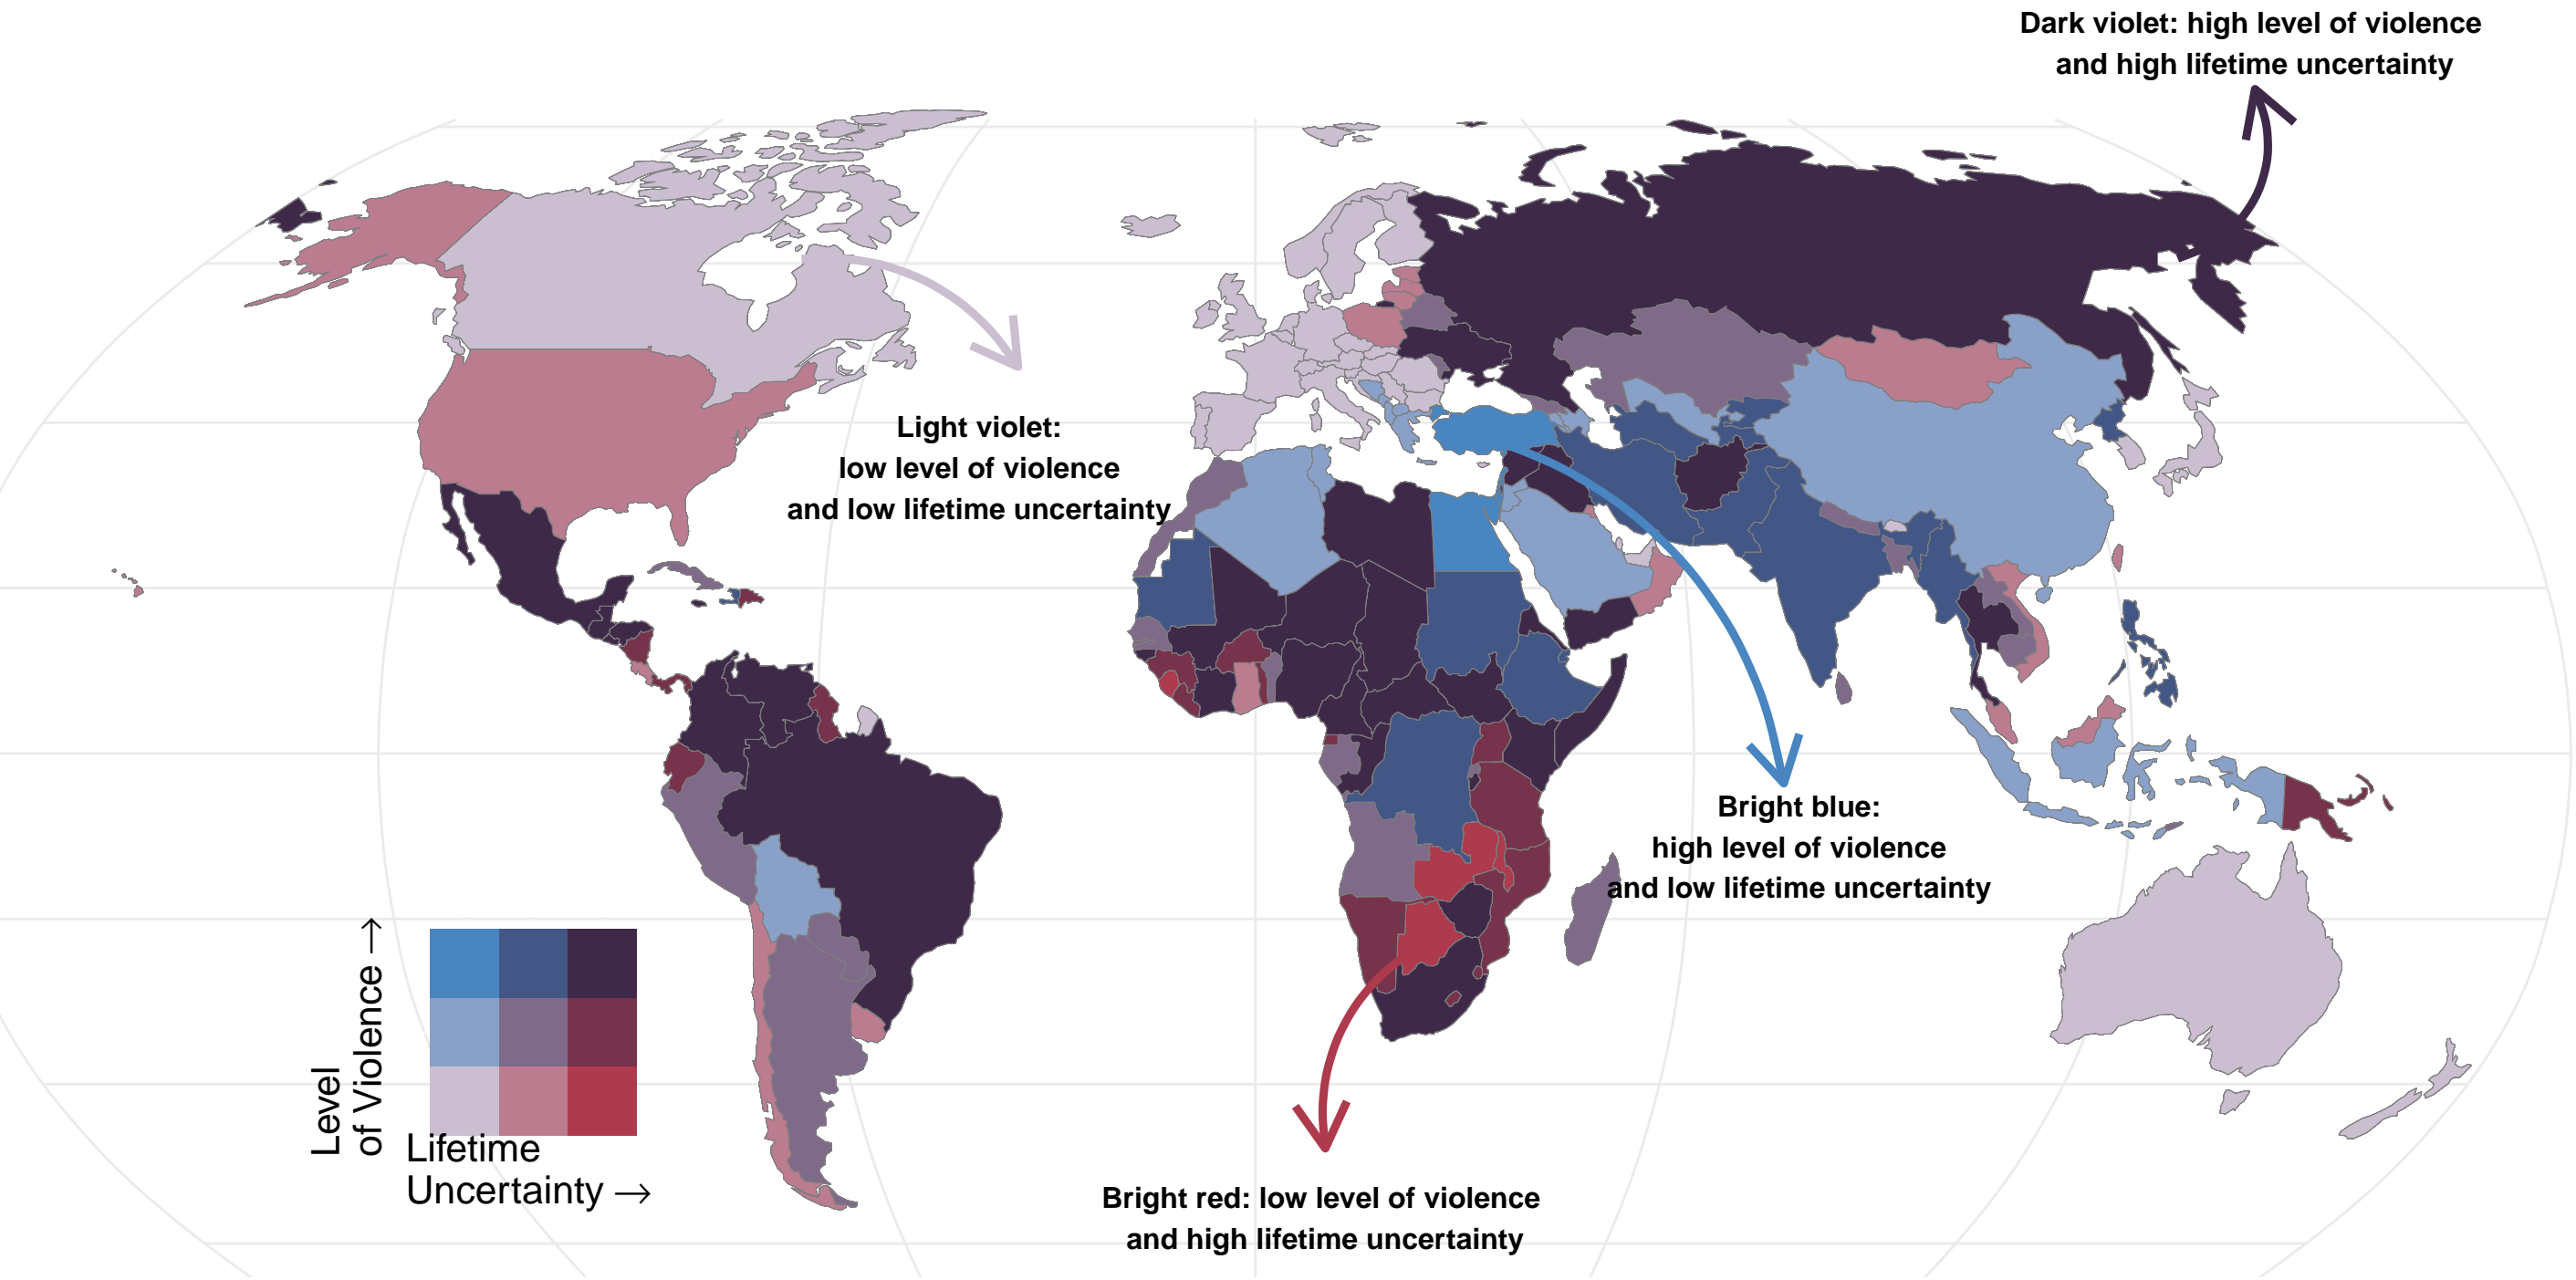 Dark violet: high level of violence
and high lifetime uncertainty
Light violet:
low level of violence
and low lifetime uncertainty
Bright blue:
high level of violence
and low lifetime uncertainty
Level
of Violence →
Lifetime
Uncertainty →
Bright red: low level of violence
and high lifetime uncertainty